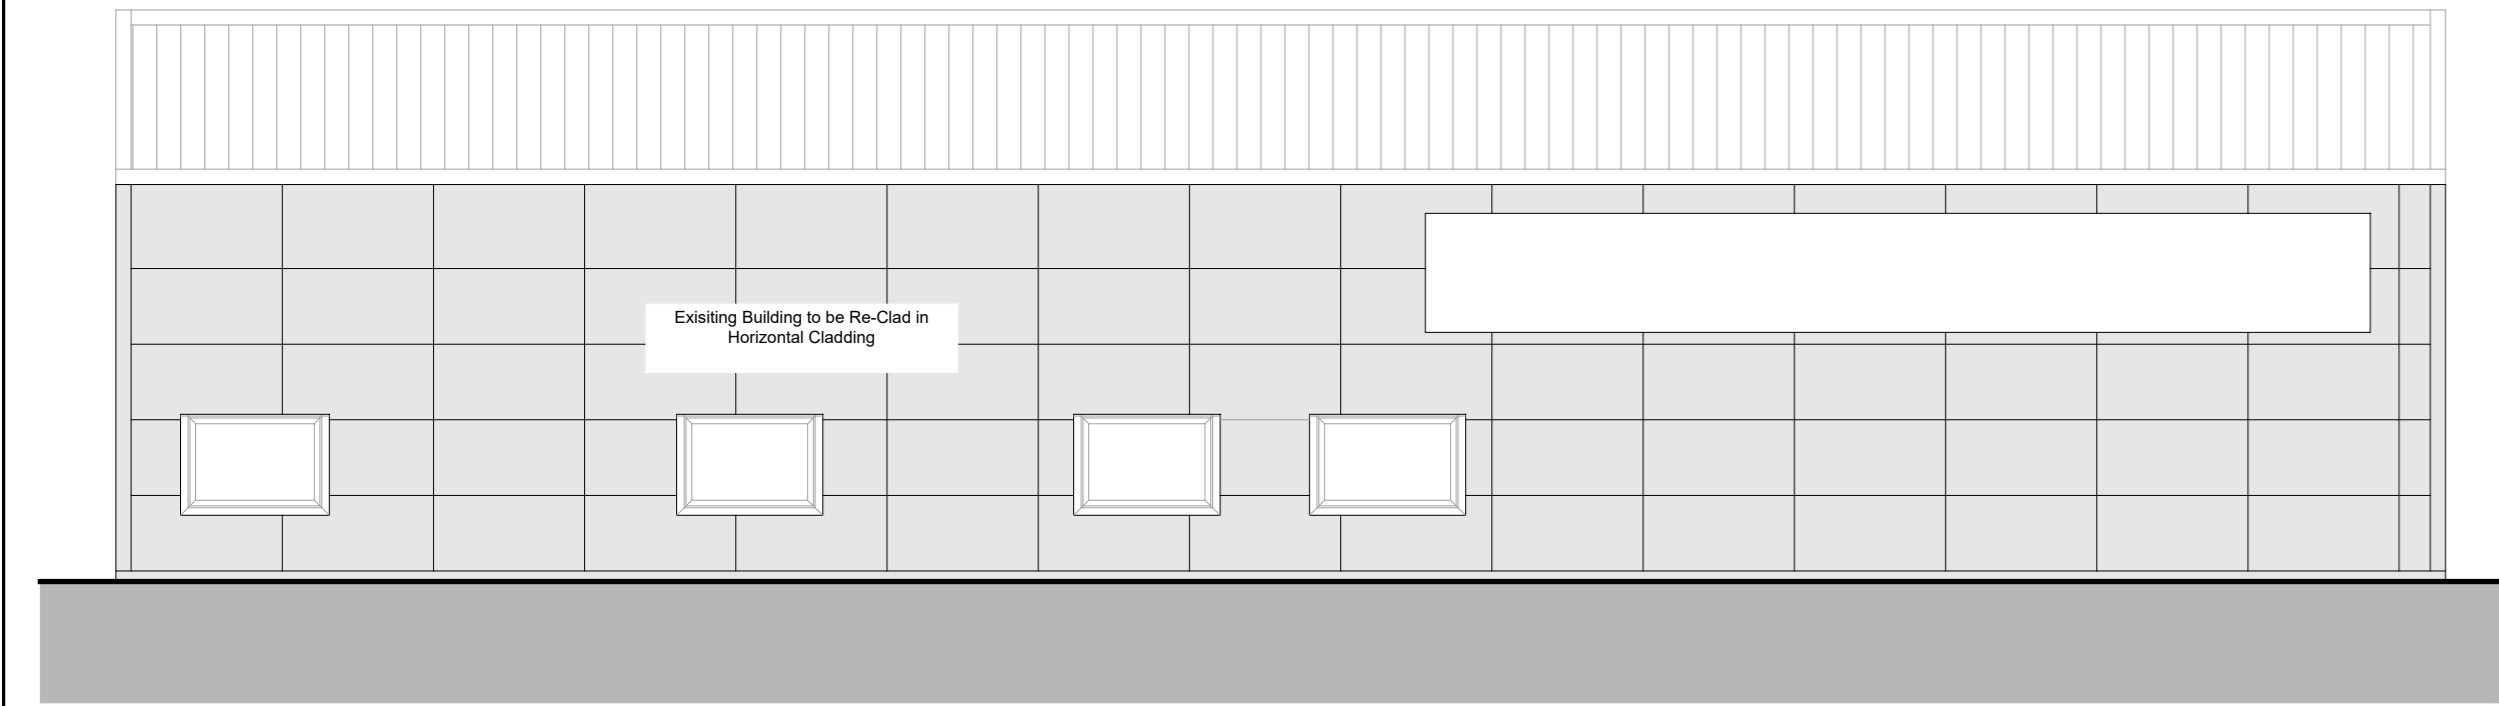 Exisiting Building to be Re-Clad in
Horizontal Cladding